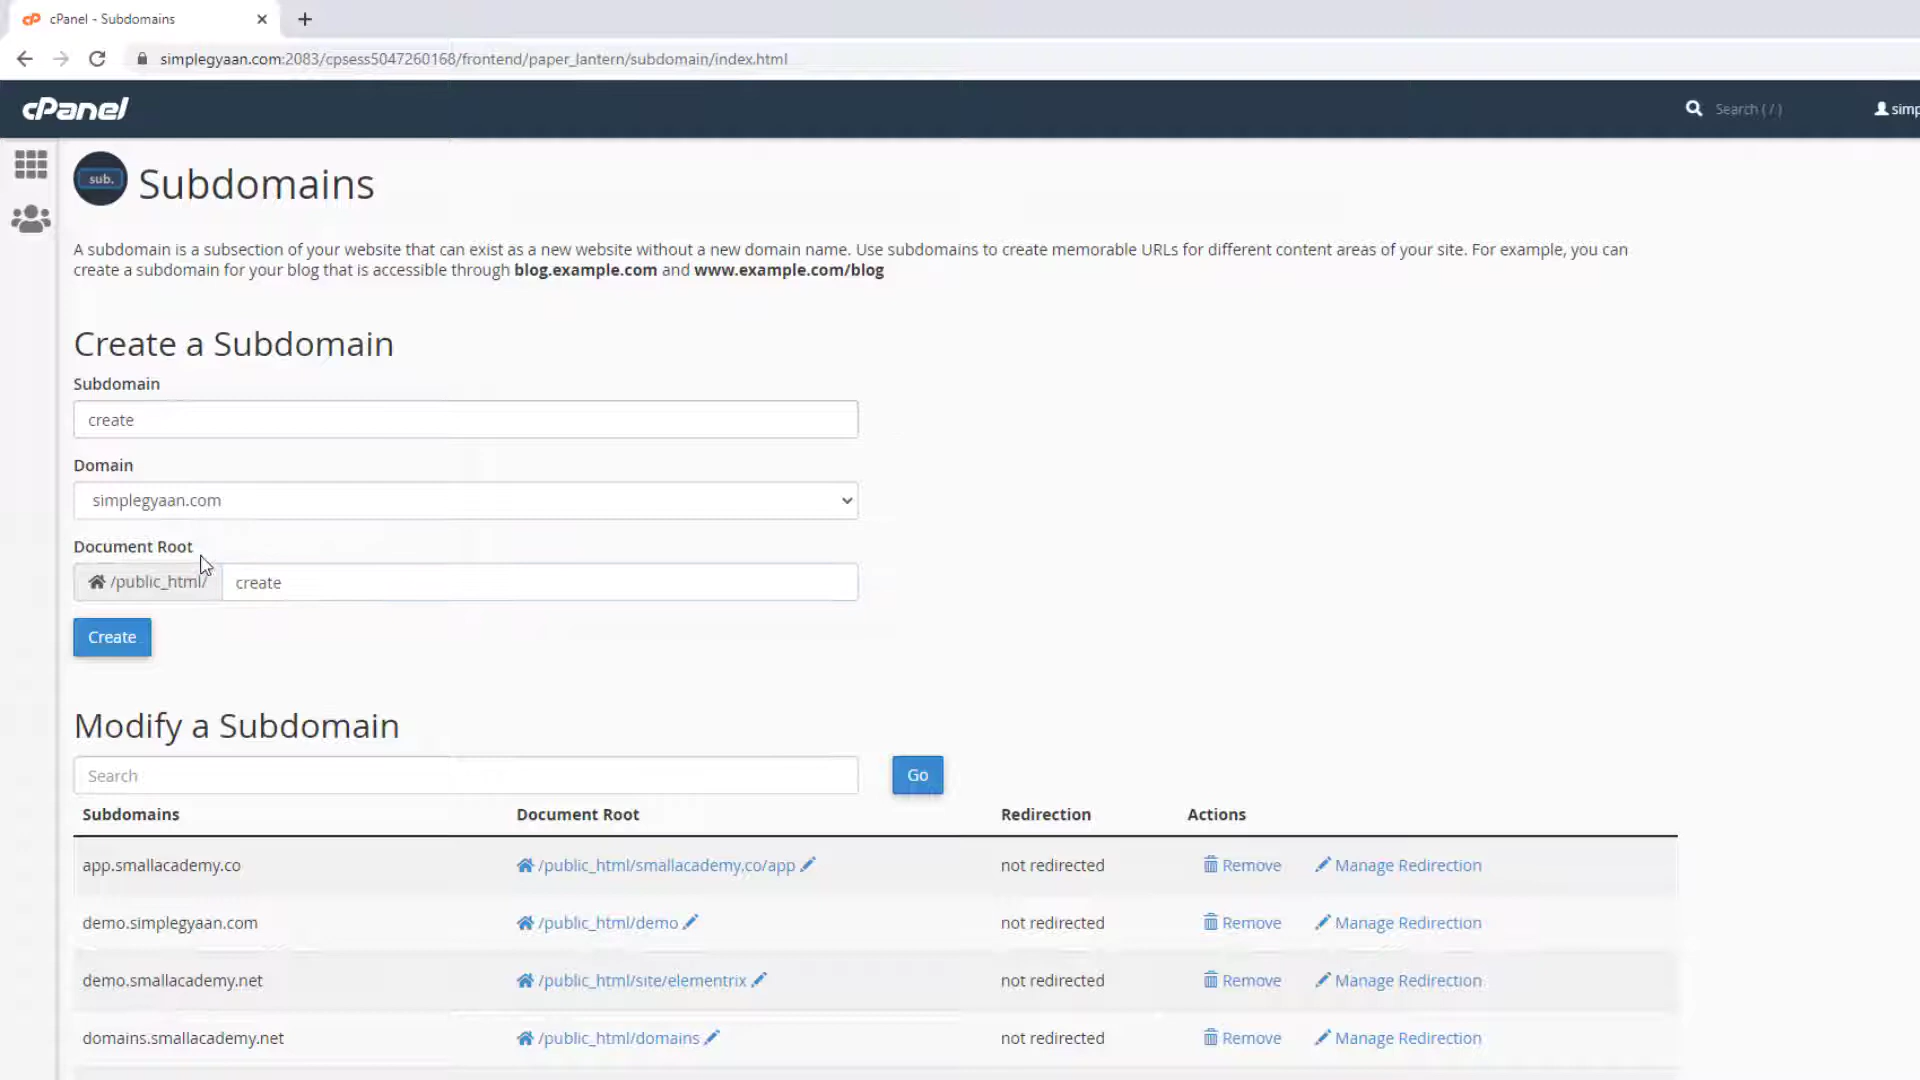 cPanel - Subdomains
simplegyaan.com:2083/cpsess5047260168/frontend/paper_lantern/subdomain/index.html
cPanel
Search ( / )
simp
sub.
Subdomains
A subdomain is a subsection of your website that can exist as a new website without a new domain name. Use subdomains to create memorable URLs for different content areas of your site. For example, you can
create a subdomain for your blog that is accessible through blog.example.com and www.example.com/blog
Create a Subdomain
Subdomain
create
Domain
simplegyaan.com
Document Root
/public_html/ create
Create
Modify a Subdomain
Search
Go
Subdomains Document Root Redirection Actions
app.smallacademy.co /public_html/smallacademy.co/app not redirected Remove Manage Redirection
demo.simplegyaan.com /public_html/demo not redirected Remove Manage Redirection
demo.smallacademy.net /public_html/site/elementrix not redirected Remove Manage Redirection
domains.smallacademy.net /public_html/domains not redirected Remove Manage Redirection